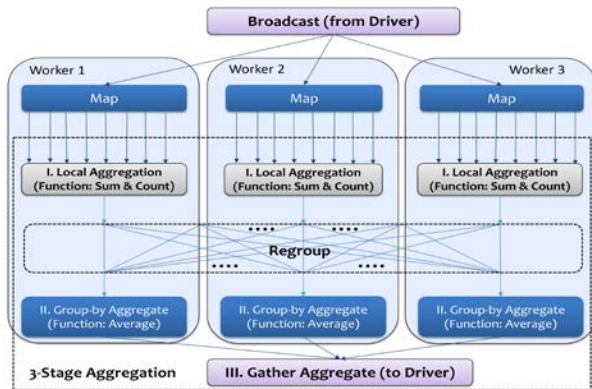 Broadcast (from Driver)
Worker 1
Worker 2
Worker 3
Map
Map
Map
I. Local Aggregation
(Function: Sum & Count)
I. Local Aggregation
(Function: Sum & Count)
I. Local Aggregation
(Function: Sum & Count)
Regroup
II. Group-by Aggregate
(Function: Average)
II. Group-by Aggregate
(Function: Average)
II. Group-by Aggregate
(Function: Average)
3-Stage Aggregation
III. Gather Aggregate (to Driver)